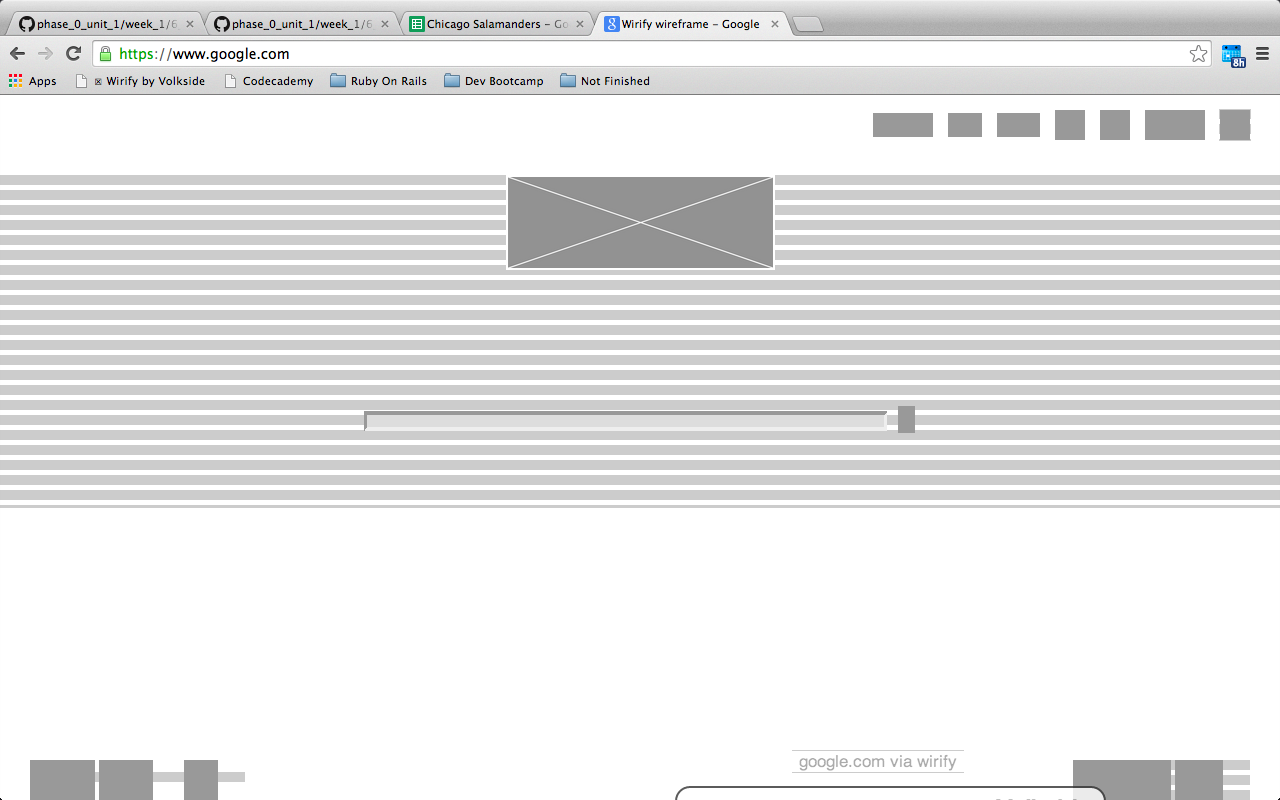 phase_0_unit_1/week_1/6
phase_0_unit_1/week_1/6
Chicago Salamanders – Go
Wirify wireframe – Google
https://www.google.com
8h
Apps
Wirify by Volkside
Codecademy
Ruby On Rails
Dev Bootcamp
Not Finished
google.com via wirify